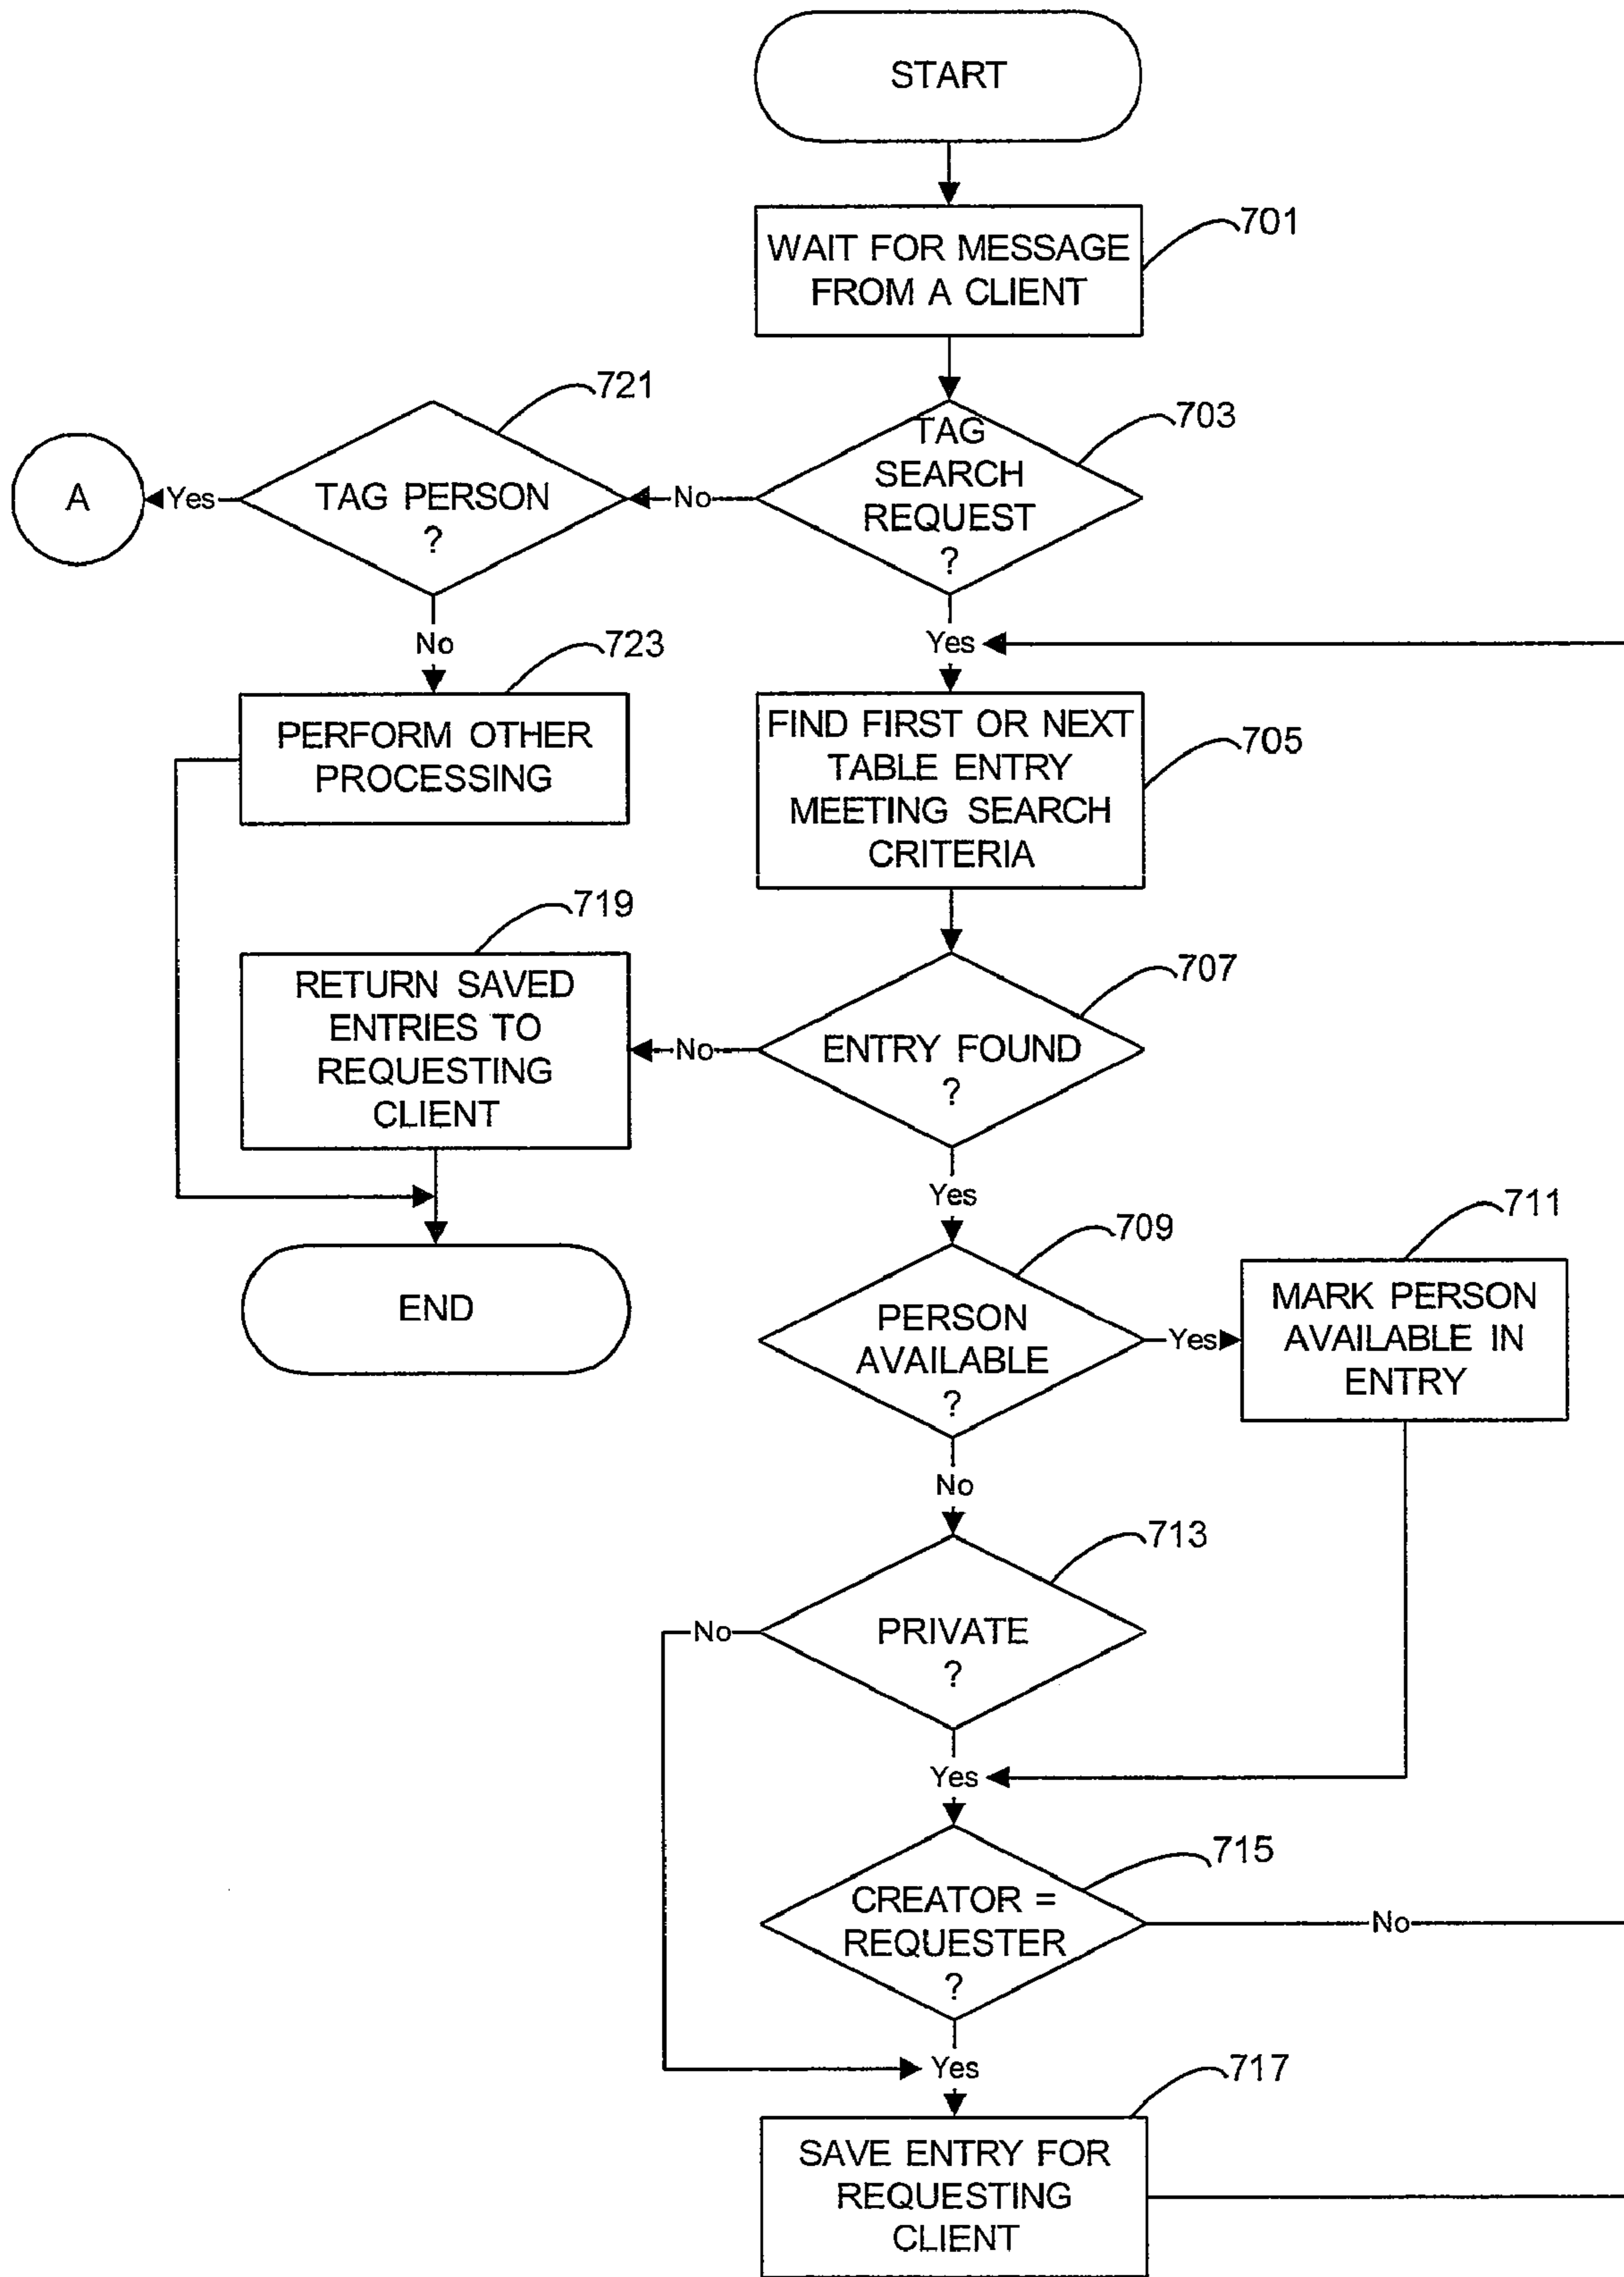 START
701
WAIT FOR MESSAGE
FROM A CLIENT
721
703
TAG
SEARCH
REQUEST
?
No
TAG PERSON
?
Yes
A
No
Yes
723
PERFORM OTHER
PROCESSING
FIND FIRST OR NEXT
TABLE ENTRY
MEETING SEARCH
CRITERIA
705
719
RETURN SAVED
ENTRIES TO
REQUESTING
CLIENT
No
707
ENTRY FOUND
?
Yes
END
709
PERSON
AVAILABLE
?
Yes
711
MARK PERSON
AVAILABLE IN
ENTRY
No
713
PRIVATE
?
No
Yes
715
CREATOR =
REQUESTER
?
No
Yes
717
SAVE ENTRY FOR
REQUESTING
CLIENT